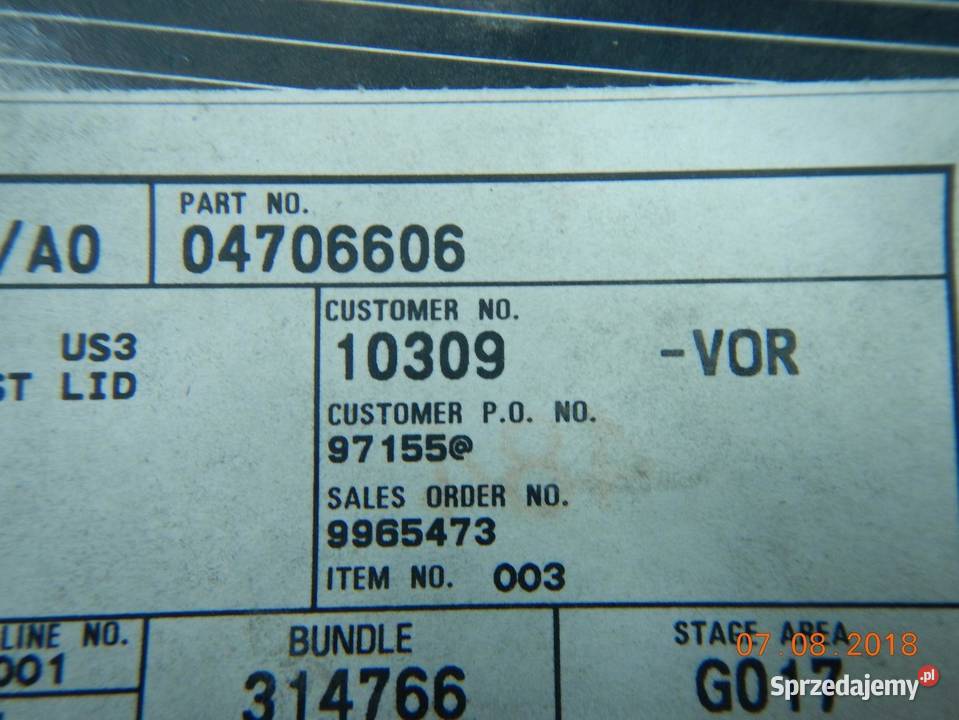 PART NO.
/A0 04706606
CUSTOMER NO.
US3 10309 -VOR
ST LID
CUSTOMER P.O. NO.
97155@
SALES ORDER NO.
9965473
ITEM NO. 003
LINE NO. BUNDLE STAGE AREA
001 314766 G017
07.08.2018
Sprzedajemy.pl